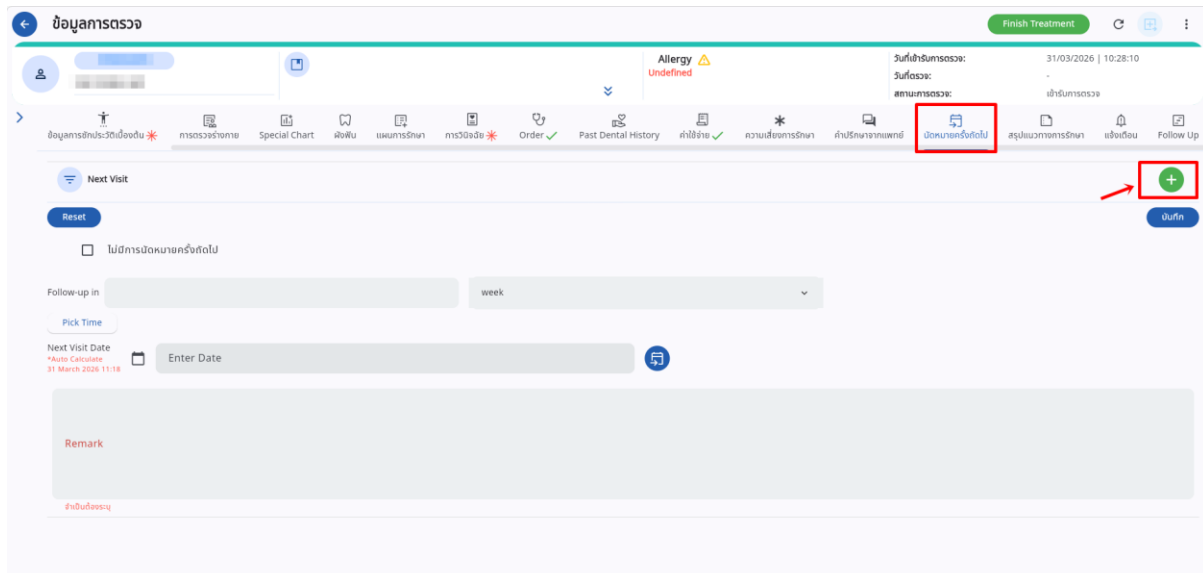 ข้อมูลการตรวจ
Finish Treatment
Allergy
Undefined
วันที่เข้ารับการตรวจ: 31/03/2026 | 10:28:10
วันที่ตรวจ: -
สถานะการตรวจ: เข้ารับการตรวจ
ข้อมูลการซักประวัติเบื้องต้น การตรวจร่างกาย Special Chart ผังฟัน แผนการรักษา การวินิจฉัย Order Past Dental History ค่าใช้จ่าย ความเสี่ยงการรักษา คำปรึกษาจากแพทย์ นัดหมายครั้งถัดไป สรุปแนวทางการรักษา แจ้งเตือน Follow Up
Next Visit
Reset
บันทึก
ไม่มีการนัดหมายครั้งถัดไป
Follow-up in
week
Pick Time
Next Visit Date
*Auto Calculate
31 March 2026 11:18
Enter Date
Remark
จำเป็นต้องระบุ